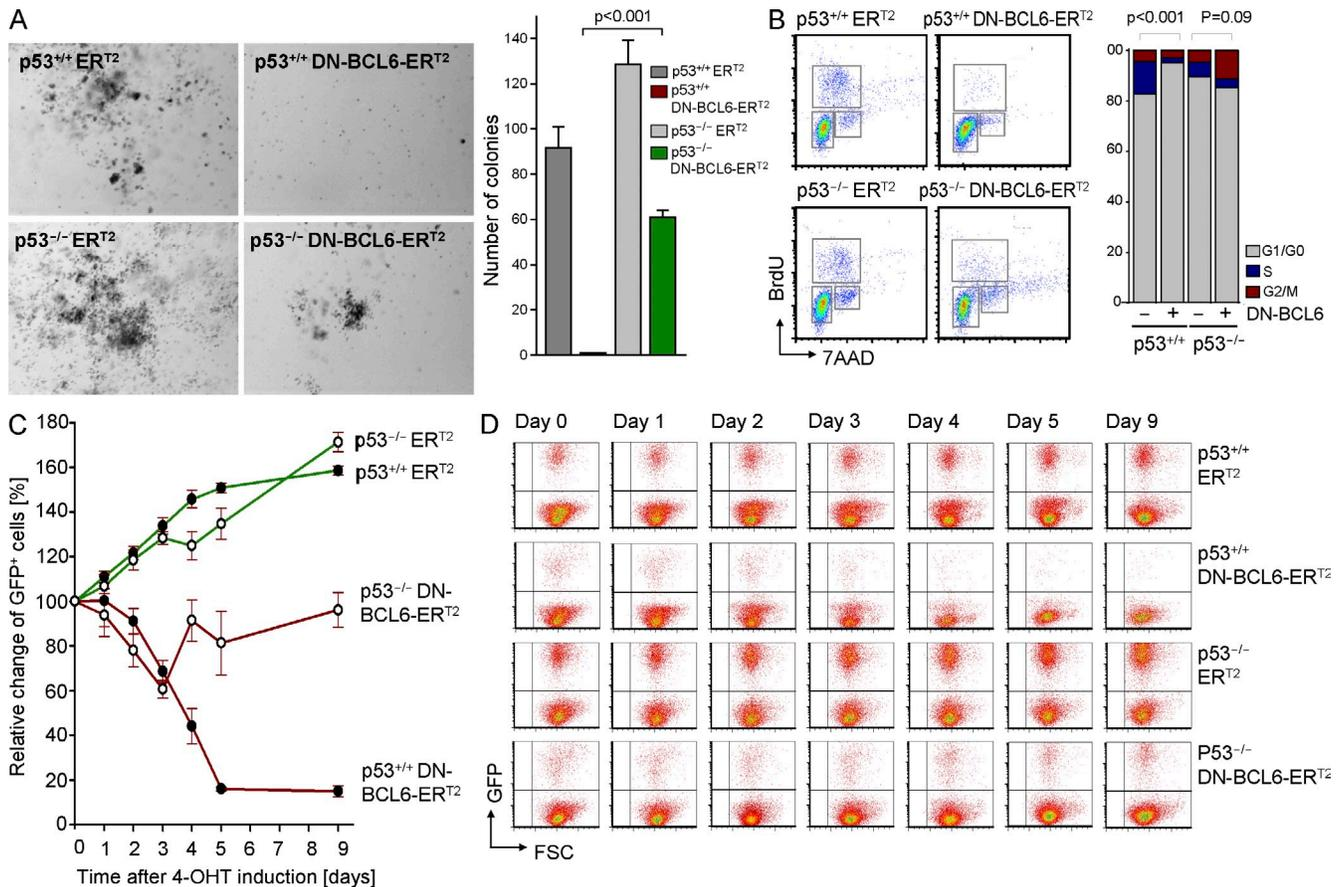 A
p53+/+ ERT2
p53+/+ DN-BCL6-ERT2
p53−/− ERT2
p53−/− DN-BCL6-ERT2
Number of colonies
140
120
100
80
60
40
20
0
p<0.001
p53+/+ ERT2
p53+/+
DN-BCL6-ERT2
p53−/− ERT2
p53−/−
DN-BCL6-ERT2
B
p53+/+ ERT2
p53+/+ DN-BCL6-ERT2
p53−/− ERT2
p53−/− DN-BCL6-ERT2
BrdU
7AAD
p<0.001
P=0.09
00
80
60
40
20
0
G1/G0
S
G2/M
− + − + DN-BCL6
p53+/+ p53−/−
C
Relative change of GFP+ cells [%]
180
160
140
120
100
80
60
40
20
0
p53−/− ERT2
p53+/+ ERT2
p53−/− DN-
BCL6-ERT2
p53+/+ DN-
BCL6-ERT2
0 1 2 3 4 5 6 7 8 9
Time after 4-OHT induction [days]
D
Day 0 Day 1 Day 2 Day 3 Day 4 Day 5 Day 9
p53+/+
ERT2
p53+/+
DN-BCL6-ERT2
p53−/−
ERT2
P53−/−
DN-BCL6-ERT2
GFP
FSC